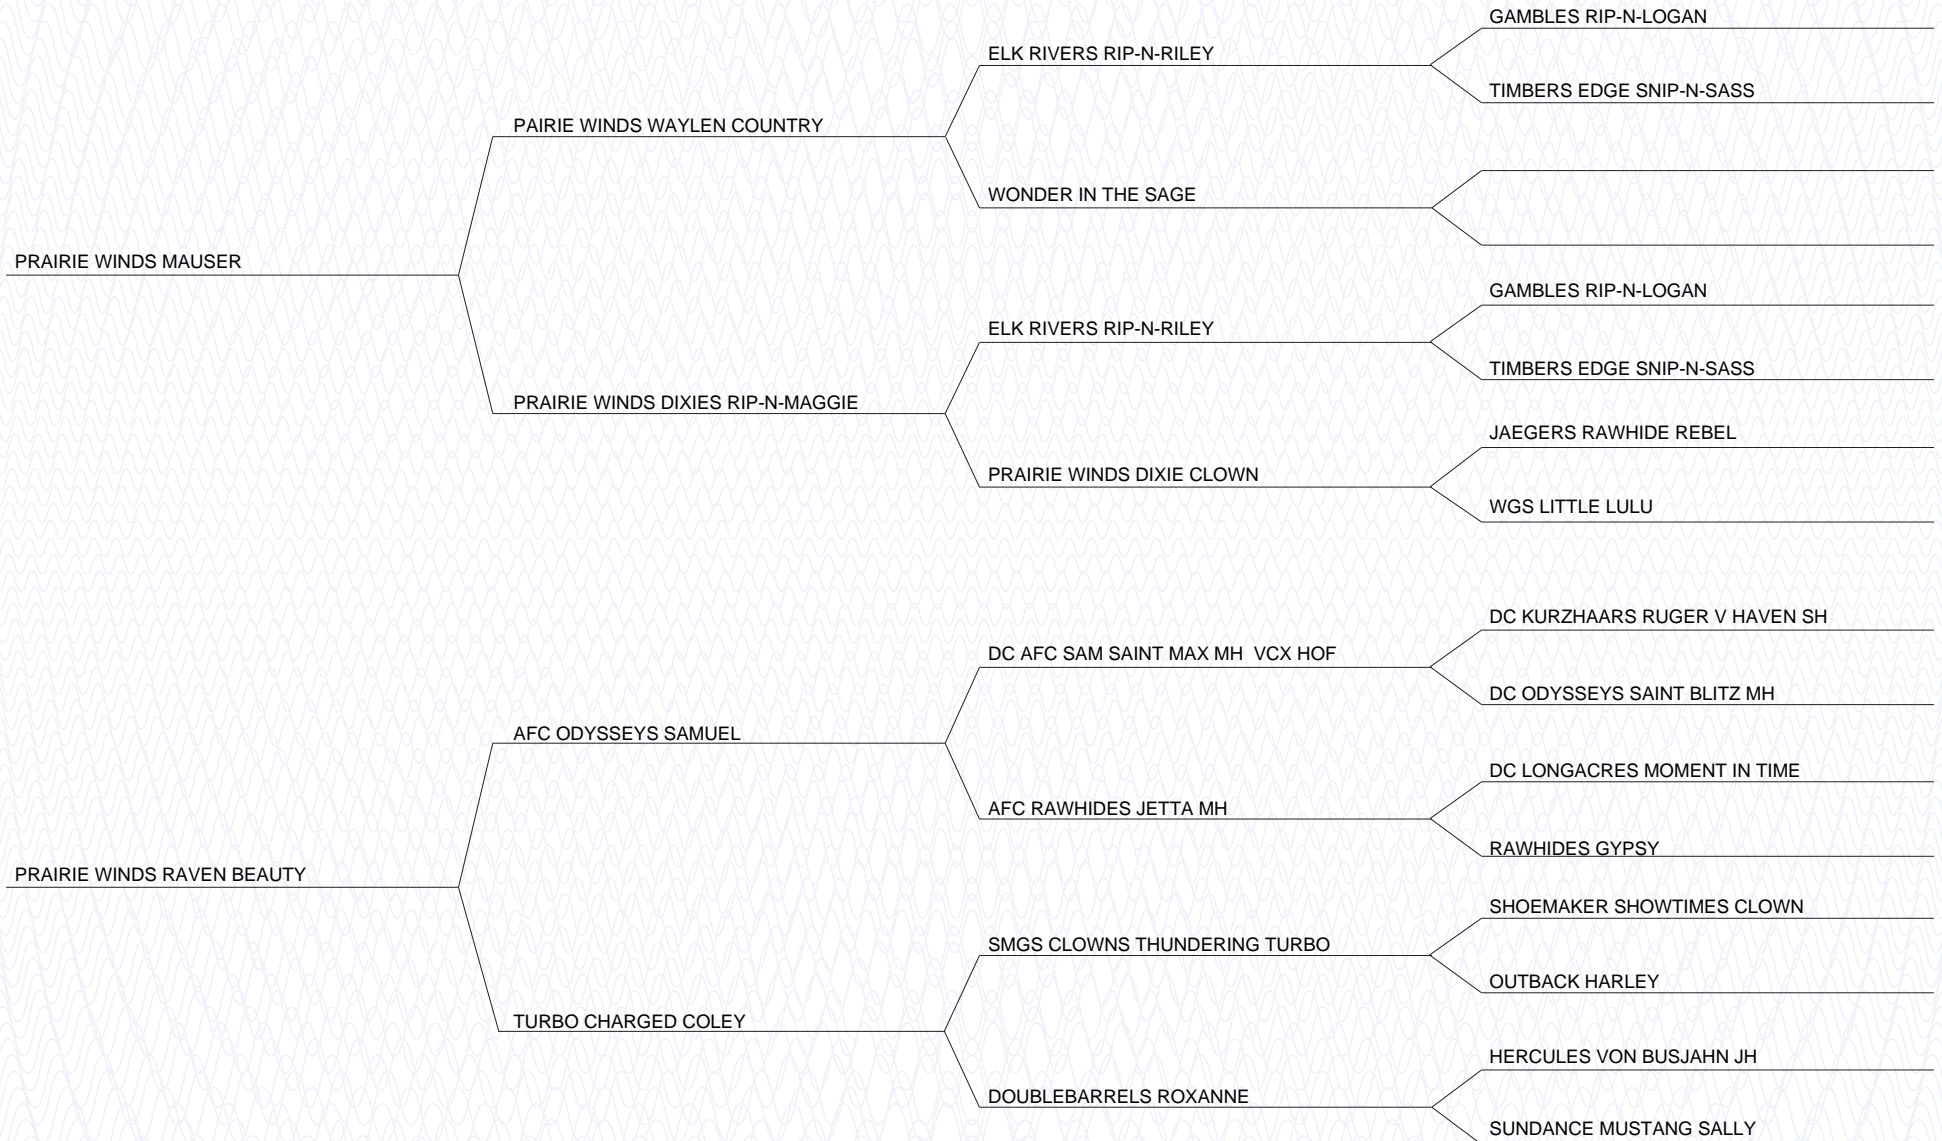 GAMBLES RIP-N-LOGAN
ELK RIVERS RIP-N-RILEY
TIMBERS EDGE SNIP-N-SASS
PAIRIE WINDS WAYLEN COUNTRY
WONDER IN THE SAGE
PRAIRIE WINDS MAUSER
GAMBLES RIP-N-LOGAN
ELK RIVERS RIP-N-RILEY
TIMBERS EDGE SNIP-N-SASS
PRAIRIE WINDS DIXIES RIP-N-MAGGIE
JAEGERS RAWHIDE REBEL
PRAIRIE WINDS DIXIE CLOWN
WGS LITTLE LULU
DC KURZHAARS RUGER V HAVEN SH
DC AFC SAM SAINT MAX MH  VCX HOF
DC ODYSSEYS SAINT BLITZ MH
AFC ODYSSEYS SAMUEL
DC LONGACRES MOMENT IN TIME
AFC RAWHIDES JETTA MH
RAWHIDES GYPSY
PRAIRIE WINDS RAVEN BEAUTY
SHOEMAKER SHOWTIMES CLOWN
SMGS CLOWNS THUNDERING TURBO
OUTBACK HARLEY
TURBO CHARGED COLEY
HERCULES VON BUSJAHN JH
DOUBLEBARRELS ROXANNE
SUNDANCE MUSTANG SALLY